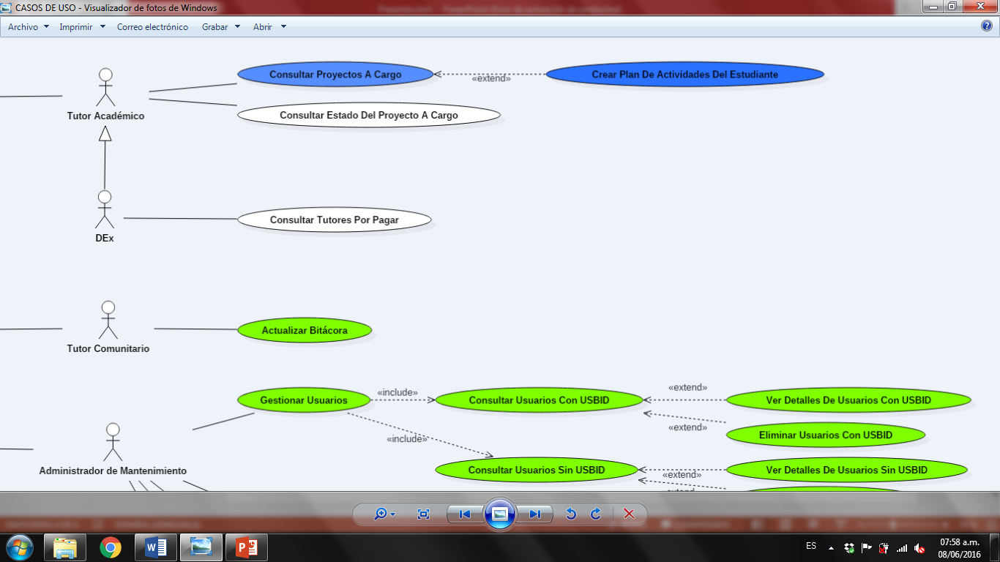 CASOS DE USO - Visualizador de fotos de Windows
Archivo Imprimir Correo electrónico Grabar Abrir
Consultar Proyectos A Cargo
«extend»
Crear Plan De Actividades Del Estudiante
Tutor Académico
Consultar Estado Del Proyecto A Cargo
DEx
Consultar Tutores Por Pagar
Tutor Comunitario
Actualizar Bitácora
Gestionar Usuarios
«include»
Consultar Usuarios Con USBID
«extend»
Ver Detalles De Usuarios Con USBID
«extend»
Eliminar Usuarios Con USBID
«include»
Administrador de Mantenimiento
Consultar Usuarios Sin USBID
«extend»
Ver Detalles De Usuarios Sin USBID
ES
07:58 a.m.
08/06/2016